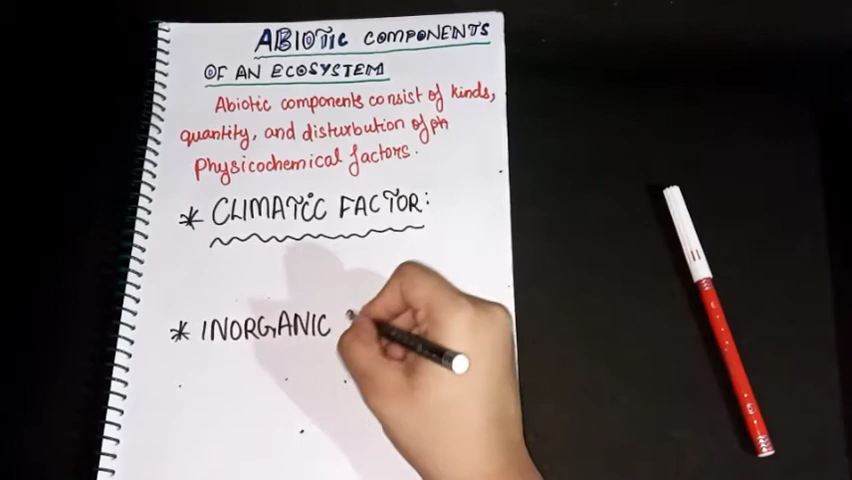 ABIOTIC COMPONENTS
OF AN ECOSYSTEM
Abiotic components consist of kinds,
quantity, and disturbution of ph
Physicochemical factors.
* CLIMATIC FACTOR:
* INORGANIC